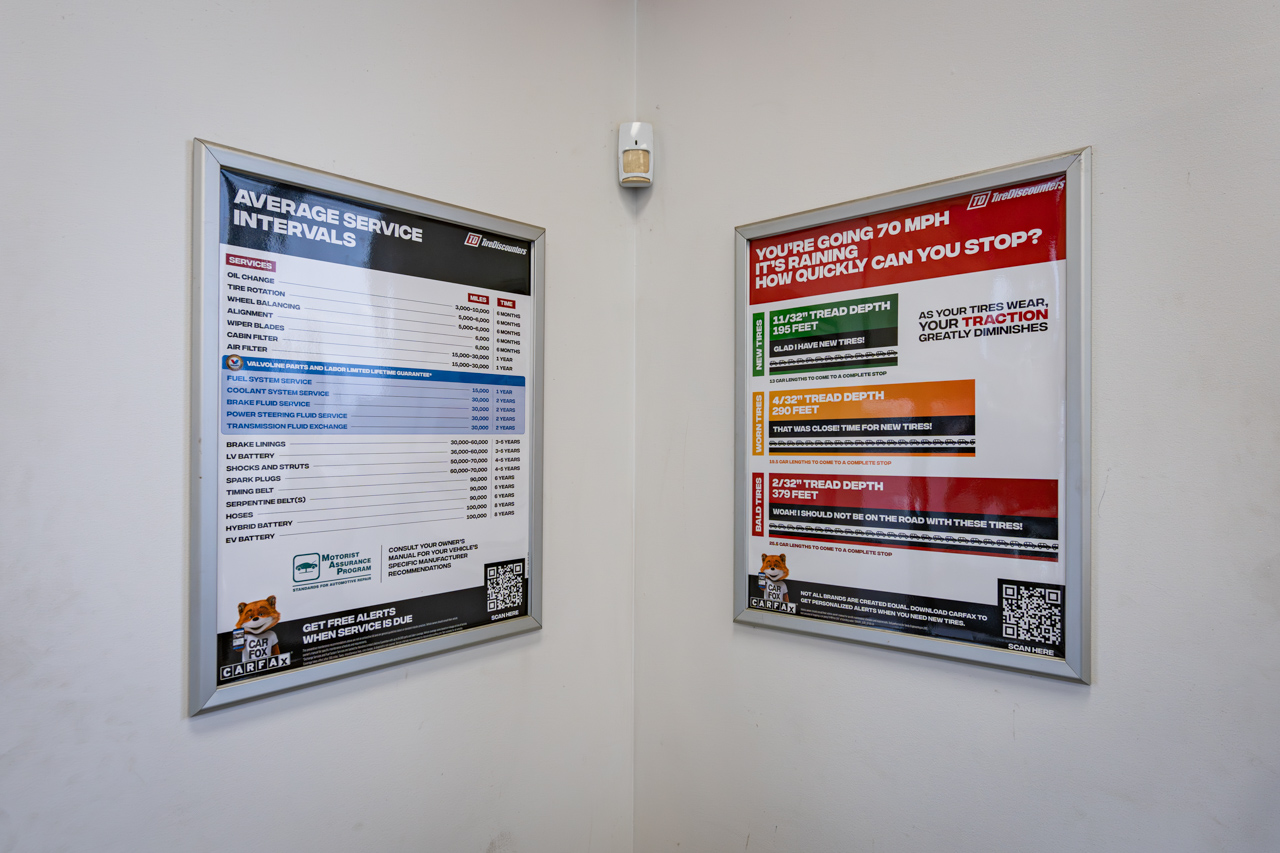 AVERAGE SERVICE
INTERVALS
TD TireDiscounters
SERVICES MILES TIME
OIL CHANGE 3,000–10,000 6 MONTHS
TIRE ROTATION 5,000–6,000 6 MONTHS
WHEEL BALANCING 5,000–6,000 6 MONTHS
ALIGNMENT 6,000 6 MONTHS
WIPER BLADES 6,000 6 MONTHS
CABIN FILTER 15,000–30,000 1 YEAR
AIR FILTER 15,000–30,000 1 YEAR
VALVOLINE PARTS AND LABOR LIMITED LIFETIME GUARANTEE*
FUEL SYSTEM SERVICE 15,000 1 YEAR
COOLANT SYSTEM SERVICE 30,000 2 YEARS
BRAKE FLUID SERVICE 30,000 2 YEARS
POWER STEERING FLUID SERVICE 30,000 2 YEARS
TRANSMISSION FLUID EXCHANGE 30,000 2 YEARS
BRAKE LININGS 30,000–60,000 3-5 YEARS
LV BATTERY 36,000–60,000 3-5 YEARS
SHOCKS AND STRUTS 50,000–70,000 4-5 YEARS
SPARK PLUGS 60,000–70,000 4-5 YEARS
TIMING BELT 90,000 6 YEARS
SERPENTINE BELT(S) 90,000 6 YEARS
HOSES 90,000 6 YEARS
HYBRID BATTERY 100,000 8 YEARS
EV BATTERY 100,000 8 YEARS
MOTORIST
ASSURANCE
PROGRAM
STANDARDS FOR AUTOMOTIVE REPAIR
CONSULT YOUR OWNER'S
MANUAL FOR YOUR VEHICLE'S
SPECIFIC MANUFACTURER
RECOMMENDATIONS
GET FREE ALERTS
WHEN SERVICE IS DUE
SCAN HERE
CAR
FOX
CARFAX
TD TireDiscounters
YOU'RE GOING 70 MPH
IT'S RAINING
HOW QUICKLY CAN YOU STOP?
NEW TIRES
11/32" TREAD DEPTH
195 FEET
GLAD I HAVE NEW TIRES!
13 CAR LENGTHS TO COME TO A COMPLETE STOP
AS YOUR TIRES WEAR,
YOUR TRACTION
GREATLY DIMINISHES
WORN TIRES
4/32" TREAD DEPTH
290 FEET
THAT WAS CLOSE! TIME FOR NEW TIRES!
19.5 CAR LENGTHS TO COME TO A COMPLETE STOP
BALD TIRES
2/32" TREAD DEPTH
379 FEET
WOAH! I SHOULD NOT BE ON THE ROAD WITH THESE TIRES!
25.5 CAR LENGTHS TO COME TO A COMPLETE STOP
CAR
FOX
CARFAX
NOT ALL BRANDS ARE CREATED EQUAL. DOWNLOAD CARFAX TO
GET PERSONALIZED ALERTS WHEN YOU NEED NEW TIRES.
SCAN HERE